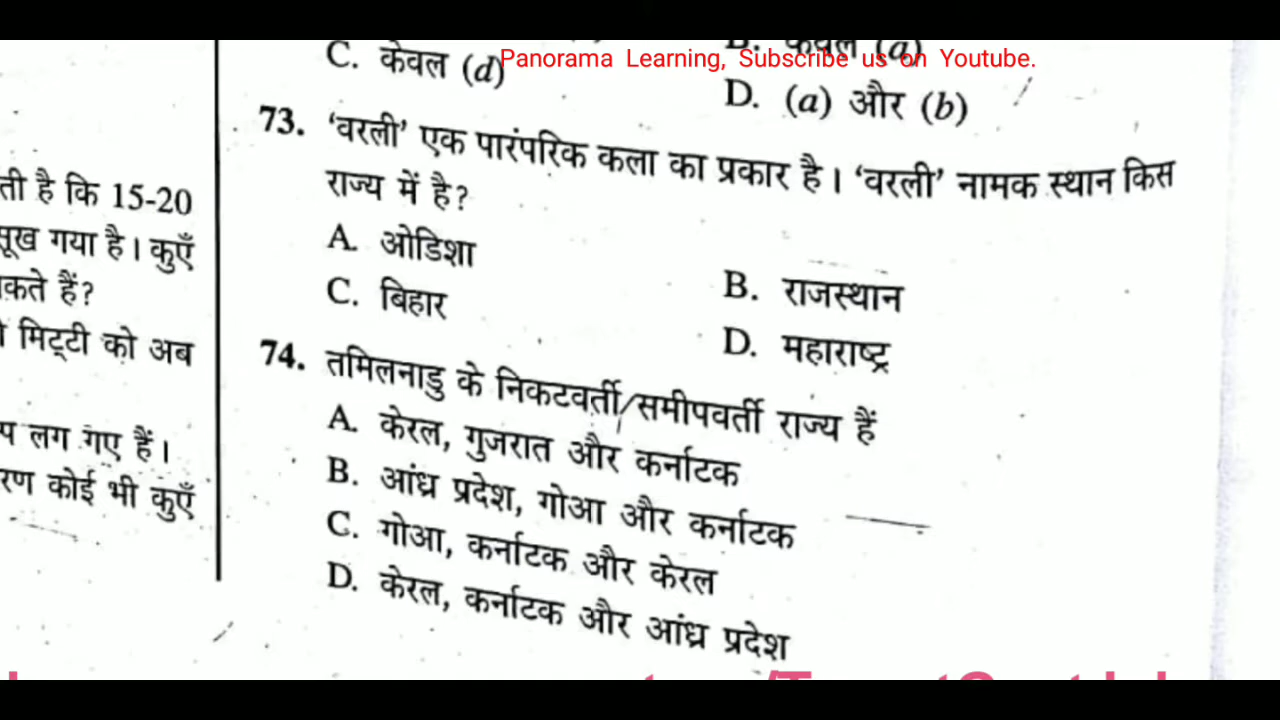 C. केवल (d)
D. (a) और (b)
Panorama Learning, Subscribe us on Youtube.
73. ‘वरली’ एक पारंपरिक कला का प्रकार है। ‘वरली’ नामक स्थान किस
राज्य में है?
A. ओडिशा
B. राजस्थान
C. बिहार
D. महाराष्ट्र
74. तमिलनाडु के निकटवर्ती/समीपवर्ती राज्य हैं
A. केरल, गुजरात और कर्नाटक
B. आंध्र प्रदेश, गोआ और कर्नाटक
C. गोआ, कर्नाटक और केरल
D. केरल, कर्नाटक और आंध्र प्रदेश
ती है कि 15-20
सूख गया है। कुएँ
कते हैं?
मिट्टी को अब
लग गए हैं।
रण कोई भी कुएँ